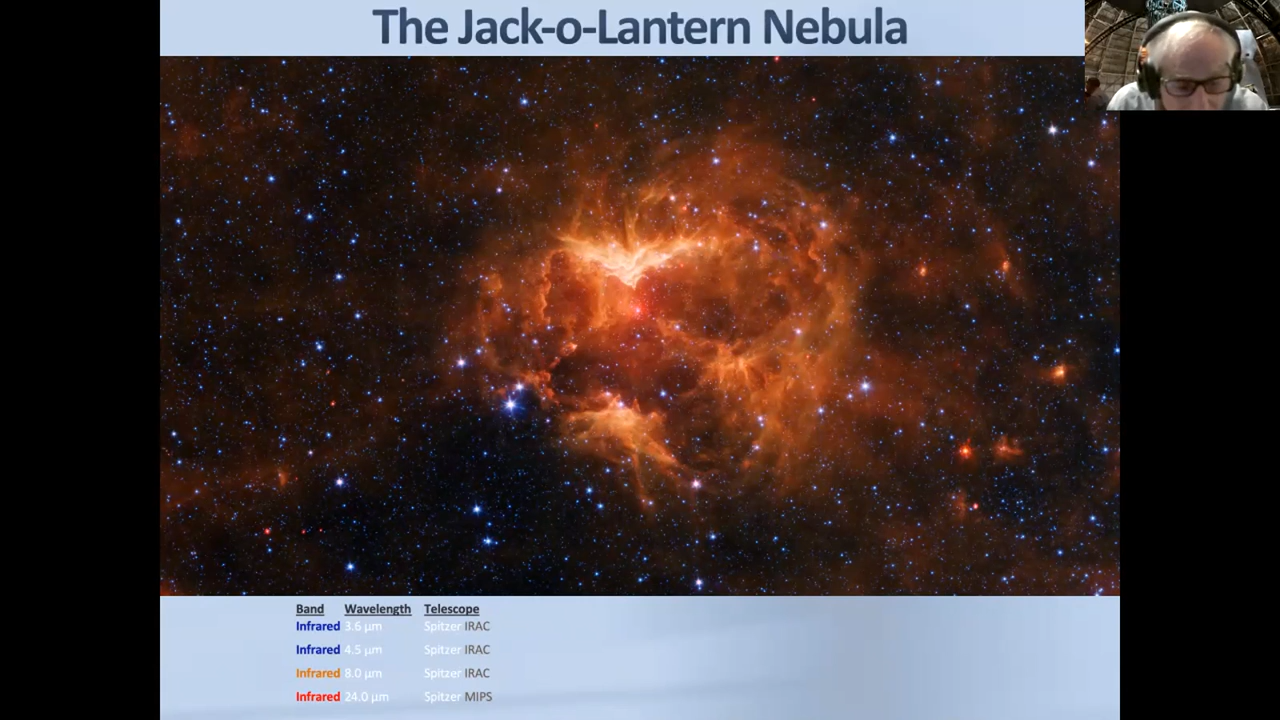 The Jack-o-Lantern Nebula
Band Wavelength Telescope
Infrared 3.6 µm Spitzer IRAC
Infrared 4.5 µm Spitzer IRAC
Infrared 8.0 µm Spitzer IRAC
Infrared 24.0 µm Spitzer MIPS